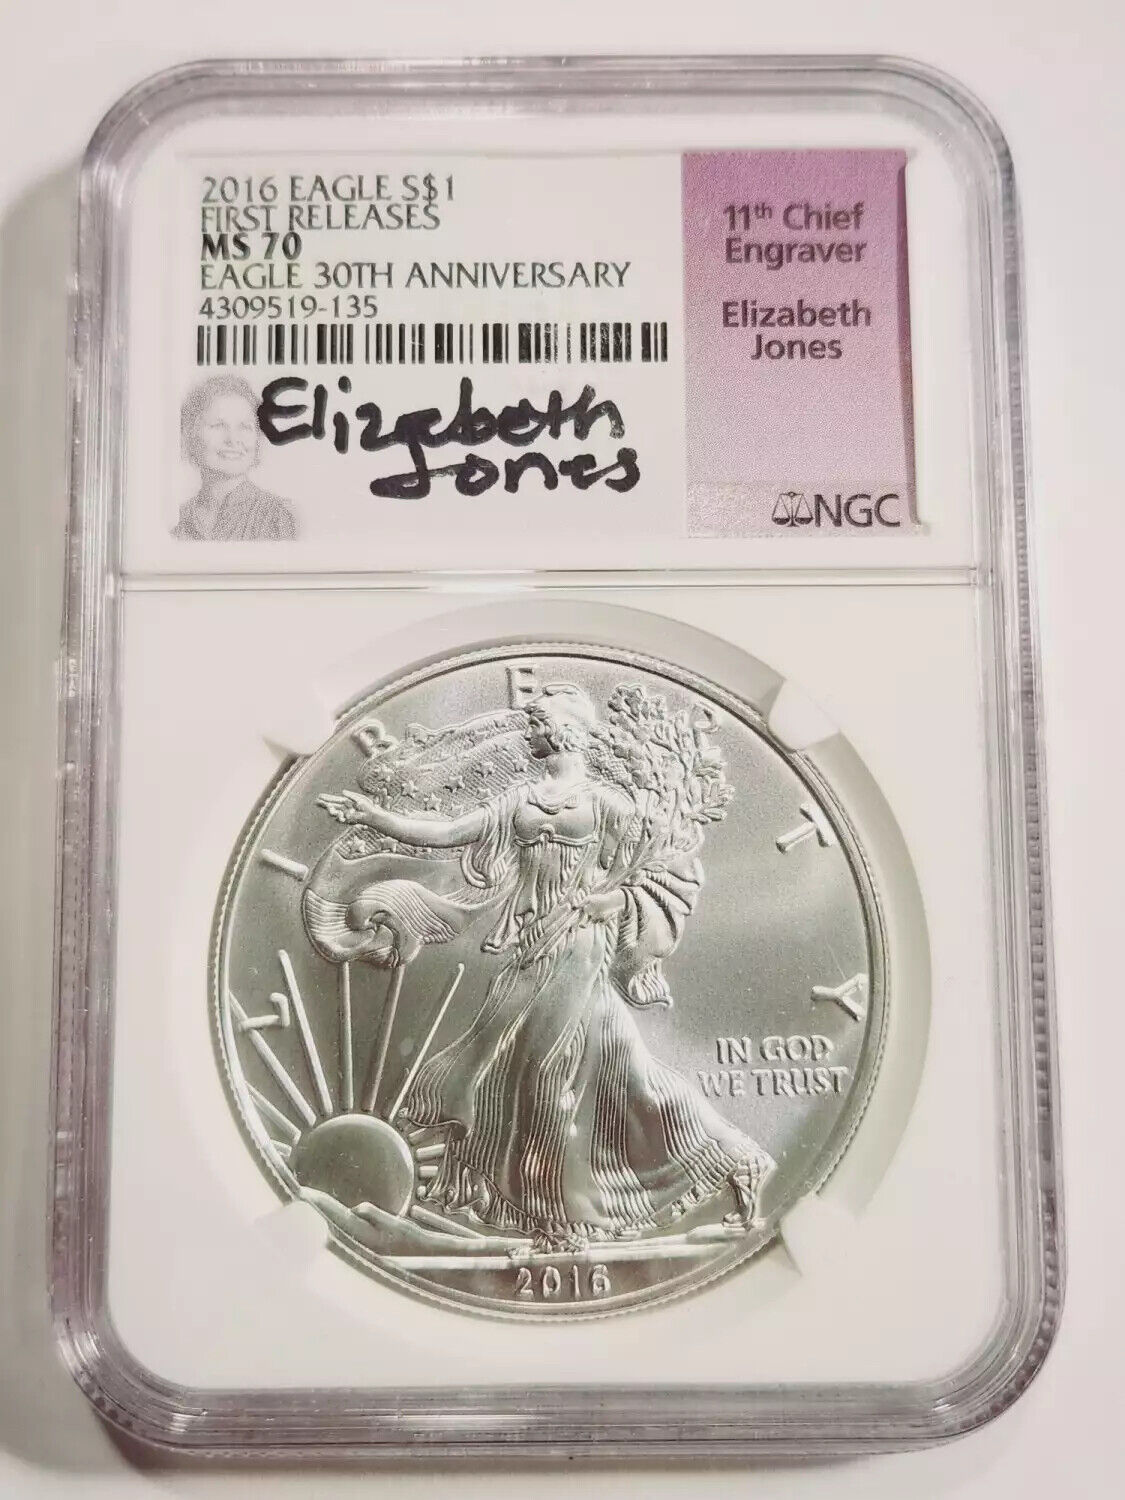 2016 EAGLE S$1
FIRST RELEASES
MS 70
EAGLE 30TH ANNIVERSARY
4309519-135
Elizabeth
Jones
11th Chief
Engraver
Elizabeth
Jones
NGC
LIBERTY
IN GOD
WE TRUST
2016